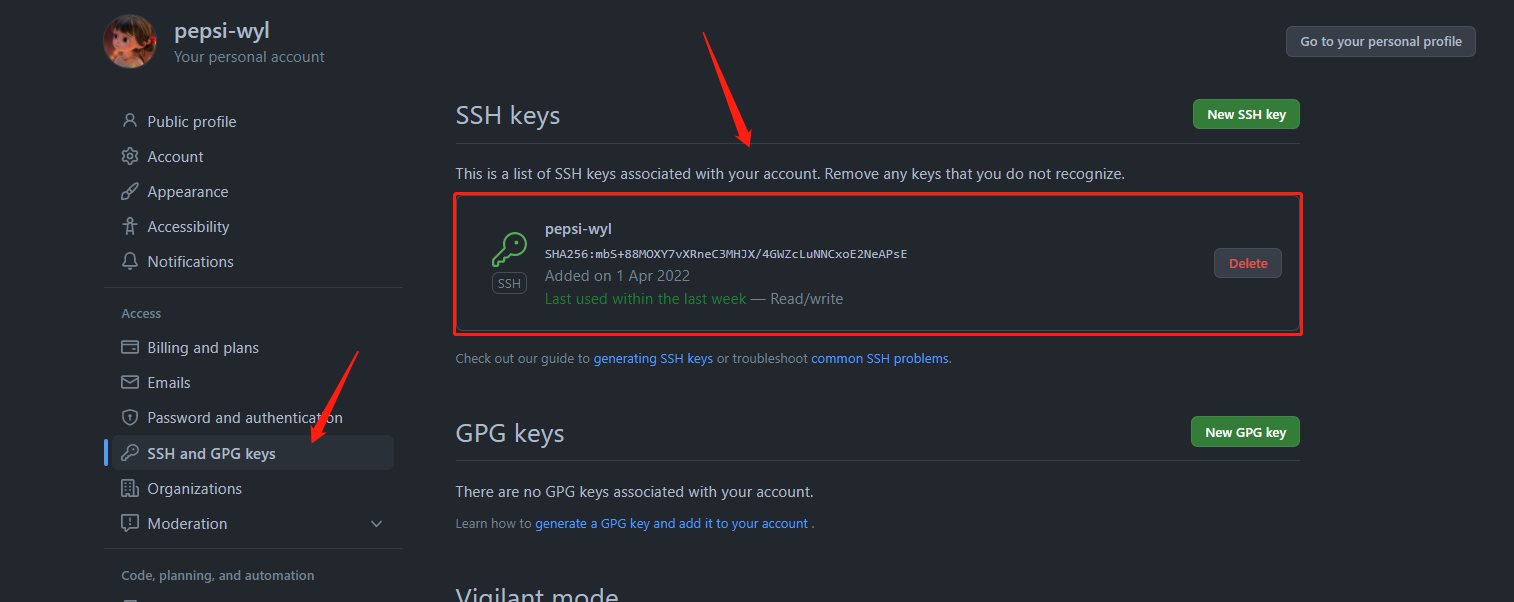 pepsi-wyl
Your personal account
Go to your personal profile
Public profile
Account
Appearance
Accessibility
Notifications
Access
Billing and plans
Emails
Password and authentication
SSH and GPG keys
Organizations
Moderation
Code, planning, and automation
SSH keys
New SSH key
This is a list of SSH keys associated with your account. Remove any keys that you do not recognize.
pepsi-wyl
SHA256:mbS+88MOXY7vXRneC3MHJX/4GWZcLuNNCxoE2NeAPsE
SSH
Added on 1 Apr 2022
Last used within the last week — Read/write
Delete
Check out our guide to generating SSH keys or troubleshoot common SSH problems.
GPG keys
New GPG key
There are no GPG keys associated with your account.
Learn how to generate a GPG key and add it to your account .
Vigilant mode